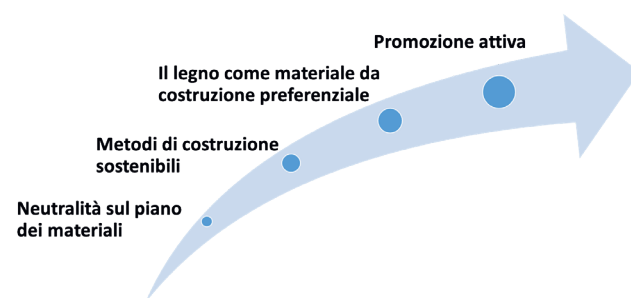 Promozione attiva
Il legno come materiale da
costruzione preferenziale
Metodi di costruzione
sostenibili
Neutralità sul piano
dei materiali